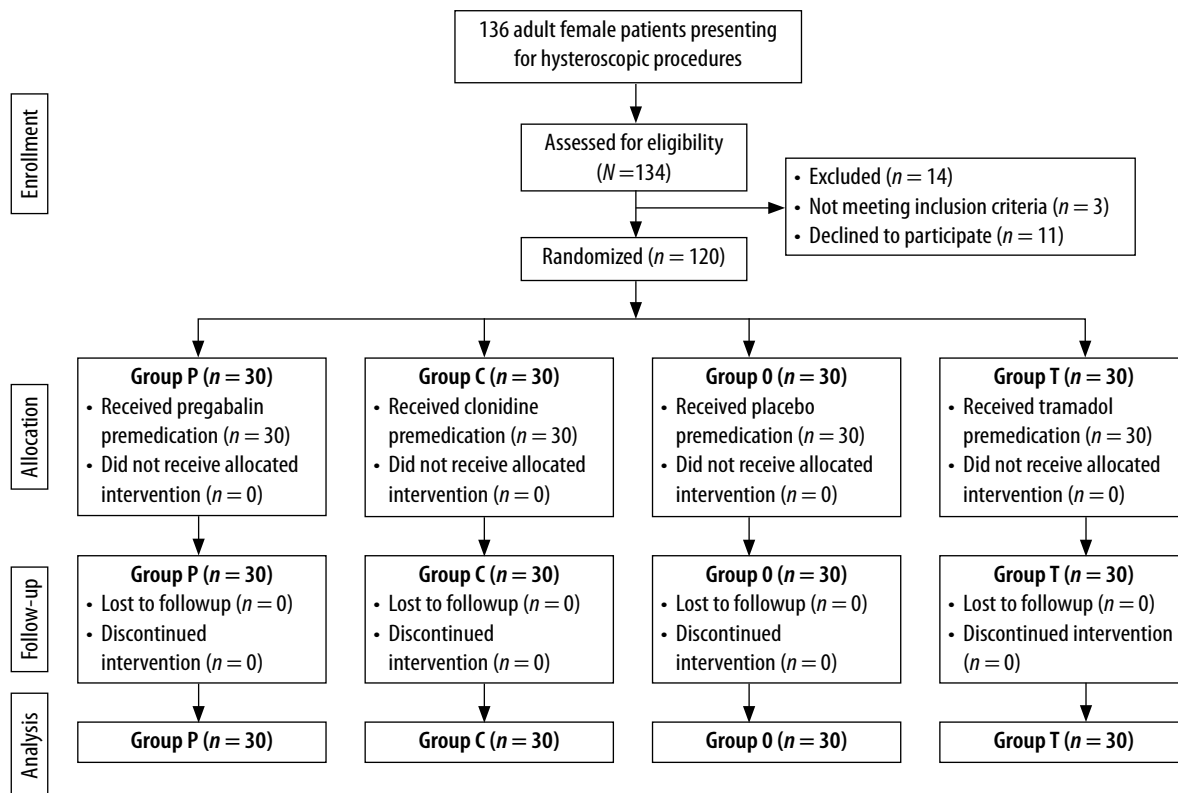 136 adult female patients presenting
for hysteroscopic procedures
Enrollment
Assessed for eligibility
(N =134)
• Excluded (n = 14)
• Not meeting inclusion criteria (n = 3)
• Declined to participate (n = 11)
Randomized (n = 120)
Allocation
Group P (n = 30)
• Received pregabalin
premedication (n = 30)
• Did not receive allocated
intervention (n = 0)
Group C (n = 30)
• Received clonidine
premedication (n = 30)
• Did not receive allocated
intervention (n = 0)
Group 0 (n = 30)
• Received placebo
premedication (n = 30)
• Did not receive allocated
intervention (n = 0)
Group T (n = 30)
• Received tramadol
premedication (n = 30)
• Did not receive allocated
intervention (n = 0)
Follow-up
Group P (n = 30)
• Lost to followup (n = 0)
• Discontinued
intervention (n = 0)
Group C (n = 30)
• Lost to followup (n = 0)
• Discontinued
intervention (n = 0)
Group 0 (n = 30)
• Lost to followup (n = 0)
• Discontinued
intervention (n = 0)
Group T (n = 30)
• Lost to followup (n = 0)
• Discontinued intervention
(n = 0)
Analysis
Group P (n = 30)
Group C (n = 30)
Group 0 (n = 30)
Group T (n = 30)